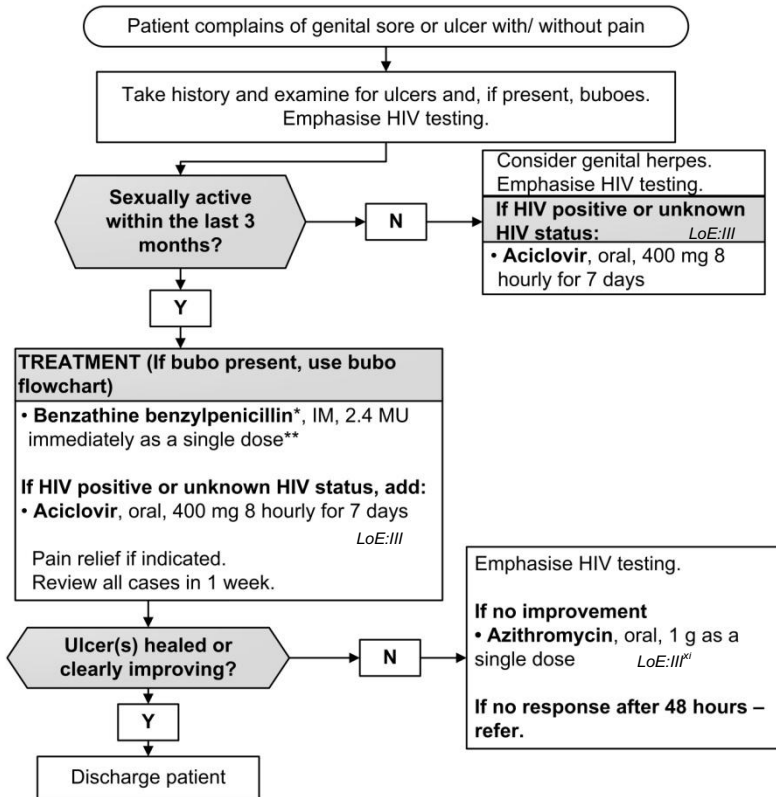 Patient complains of genital sore or ulcer with/ without pain
Take history and examine for ulcers and, if present, buboes.
Emphasise HIV testing.
Sexually active
within the last 3
months?
N
Consider genital herpes.
Emphasise HIV testing.
If HIV positive or unknown
HIV status: LoE:III
• Aciclovir, oral, 400 mg 8
hourly for 7 days
Y
TREATMENT (If bubo present, use bubo
flowchart)
• Benzathine benzylpenicillin*, IM, 2.4 MU
immediately as a single dose**
If HIV positive or unknown HIV status, add:
• Aciclovir, oral, 400 mg 8 hourly for 7 days
LoE:III
Pain relief if indicated.
Review all cases in 1 week.
Ulcer(s) healed or
clearly improving?
N
Emphasise HIV testing.
If no improvement
• Azithromycin, oral, 1 g as a
single dose LoE:IIIxi
If no response after 48 hours –
refer.
Y
Discharge patient